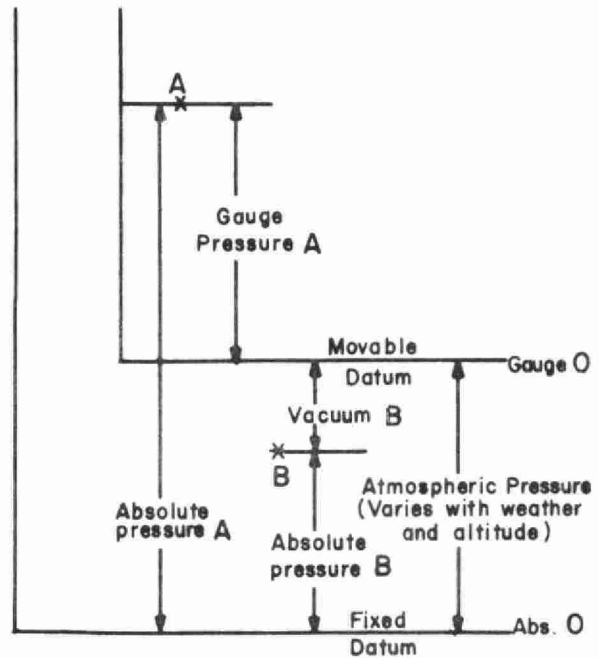 A
Gauge
Pressure A
Movable
Datum
Gauge O
Vacuum B
B
Absolute
pressure A
Absolute
pressure B
Atmospheric Pressure
(Varies with weather
and altitude)
Fixed
Datum
Abs. O